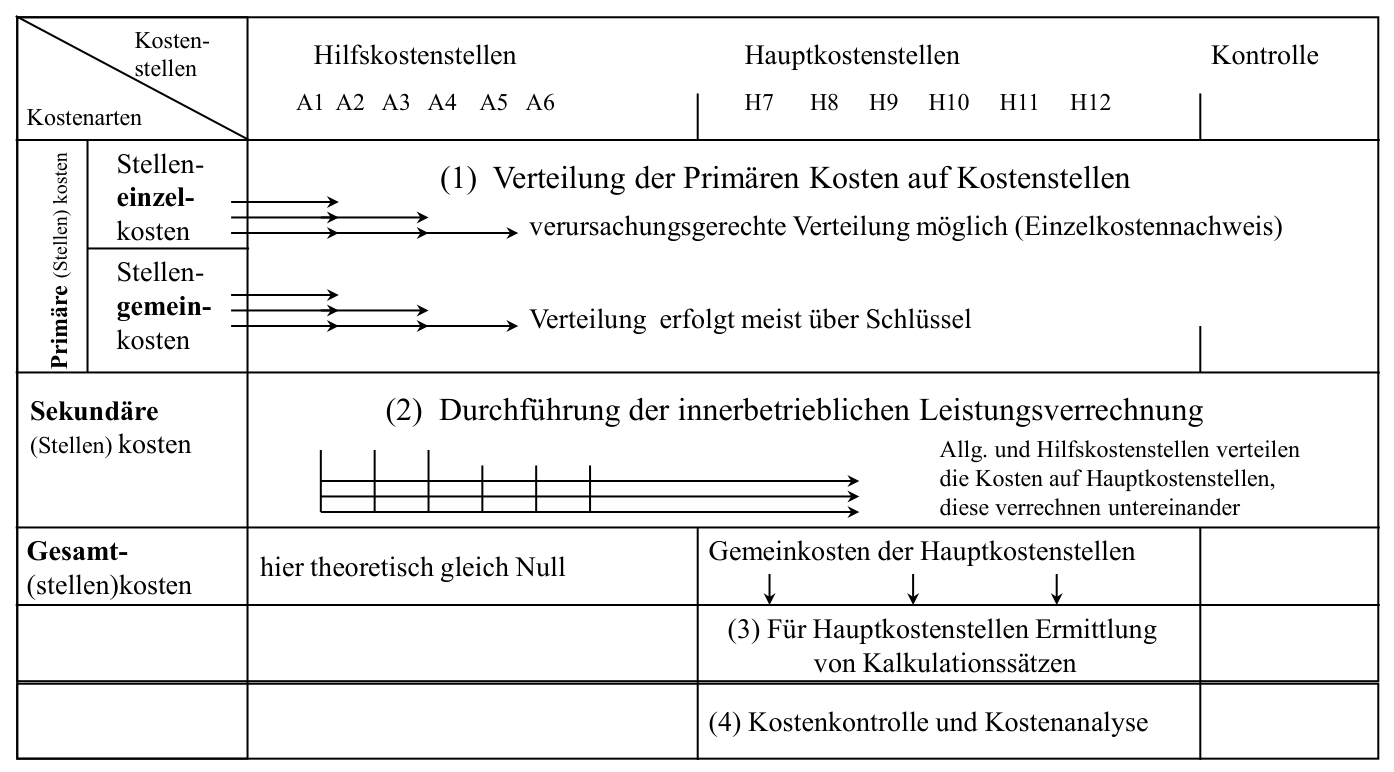 Kosten-
stellen
Kostenarten
Hilfskostenstellen
Hauptkostenstellen
Kontrolle
A1 A2 A3 A4 A5 A6
H7 H8 H9 H10 H11 H12
Primäre (Stellen) kosten
Stellen-
einzel-
kosten
(1) Verteilung der Primären Kosten auf Kostenstellen
verursachungsgerechte Verteilung möglich (Einzelkostennachweis)
Stellen-
gemein-
kosten
Verteilung erfolgt meist über Schlüssel
Sekundäre
(Stellen) kosten
(2) Durchführung der innerbetrieblichen Leistungsverrechnung
Allg. und Hilfskostenstellen verteilen
die Kosten auf Hauptkostenstellen,
diese verrechnen untereinander
Gesamt-
(stellen)kosten
hier theoretisch gleich Null
Gemeinkosten der Hauptkostenstellen
(3) Für Hauptkostenstellen Ermittlung
von Kalkulationssätzen
(4) Kostenkontrolle und Kostenanalyse